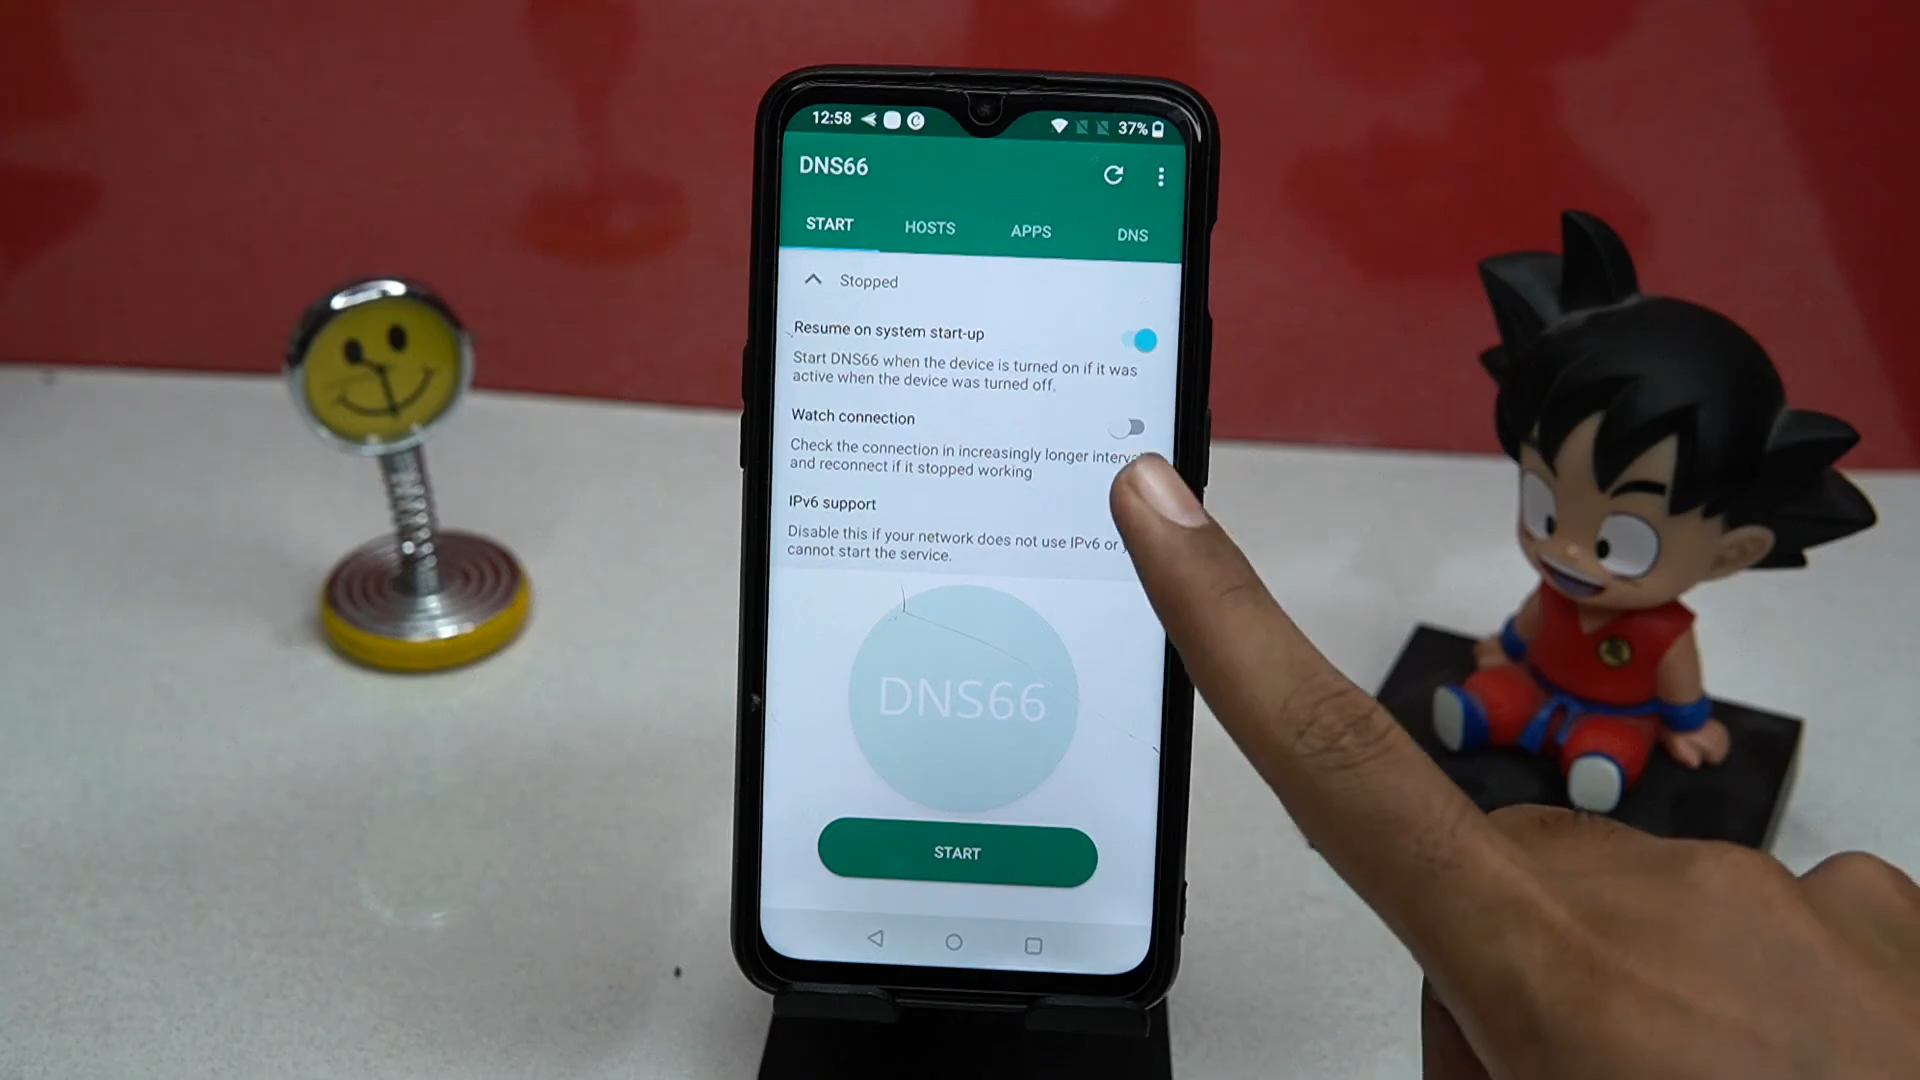 12:58
37%
DNS66
START HOSTS APPS DNS
Stopped
Resume on system start-up
Start DNS66 when the device is turned on if it was
active when the device was turned off.
Watch connection
Check the connection in increasingly longer
and reconnect if it stopped working
IPv6 support
Disable this if your network does not use IPv6 or
cannot start the service.
DNS66
START